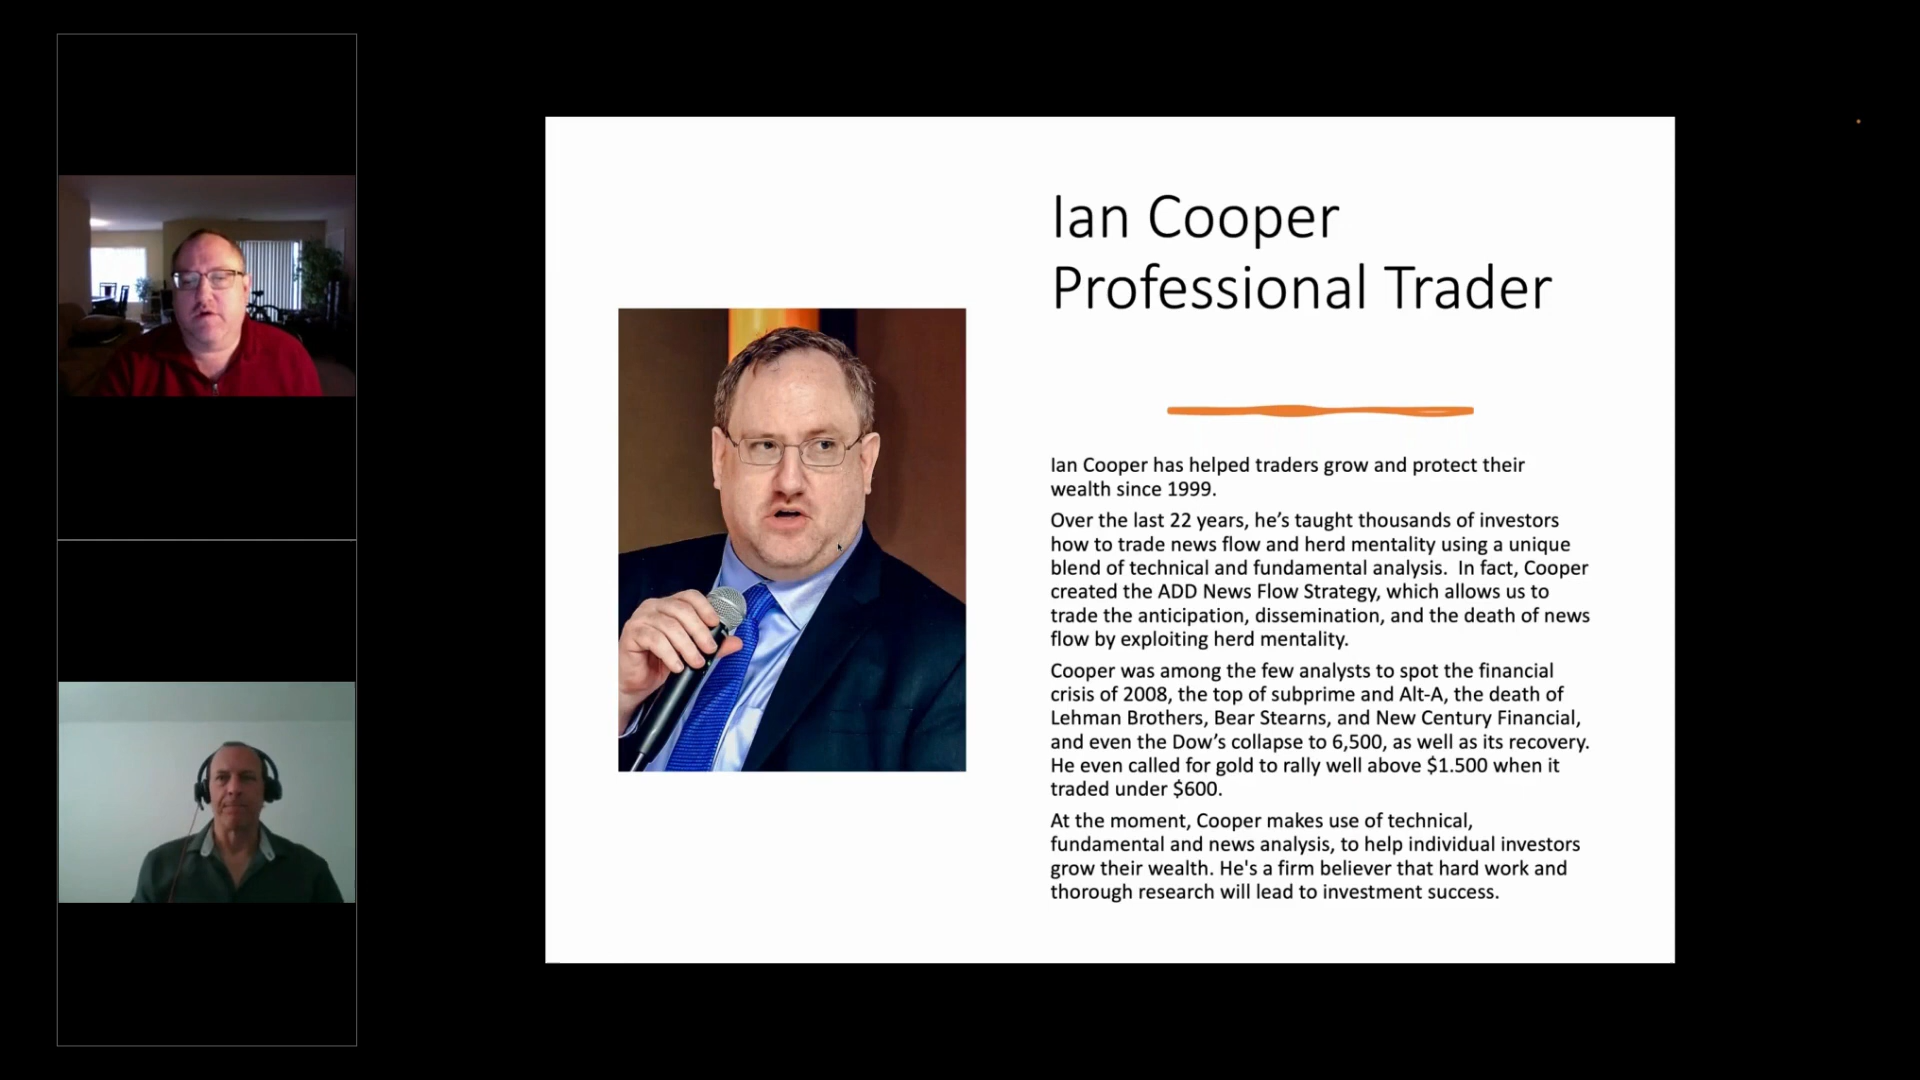 Ian Cooper
Professional Trader
Ian Cooper has helped traders grow and protect their
wealth since 1999.
Over the last 22 years, he’s taught thousands of investors
how to trade news flow and herd mentality using a unique
blend of technical and fundamental analysis.  In fact, Cooper
created the ADD News Flow Strategy, which allows us to
trade the anticipation, dissemination, and the death of news
flow by exploiting herd mentality.
Cooper was among the few analysts to spot the financial
crisis of 2008, the top of subprime and Alt-A, the death of
Lehman Brothers, Bear Stearns, and New Century Financial,
and even the Dow’s collapse to 6,500, as well as its recovery.
He even called for gold to rally well above $1.500 when it
traded under $600.
At the moment, Cooper makes use of technical,
fundamental and news analysis, to help individual investors
grow their wealth. He's a firm believer that hard work and
thorough research will lead to investment success.